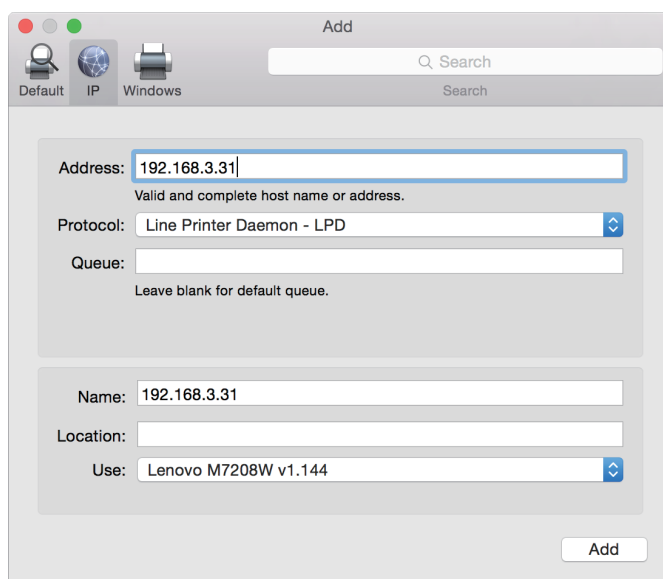 Add
Default IP Windows
Search
Search
Address: 192.168.3.31
Valid and complete host name or address.
Protocol: Line Printer Daemon - LPD
Queue:
Leave blank for default queue.
Name: 192.168.3.31
Location:
Use: Lenovo M7208W v1.144
Add